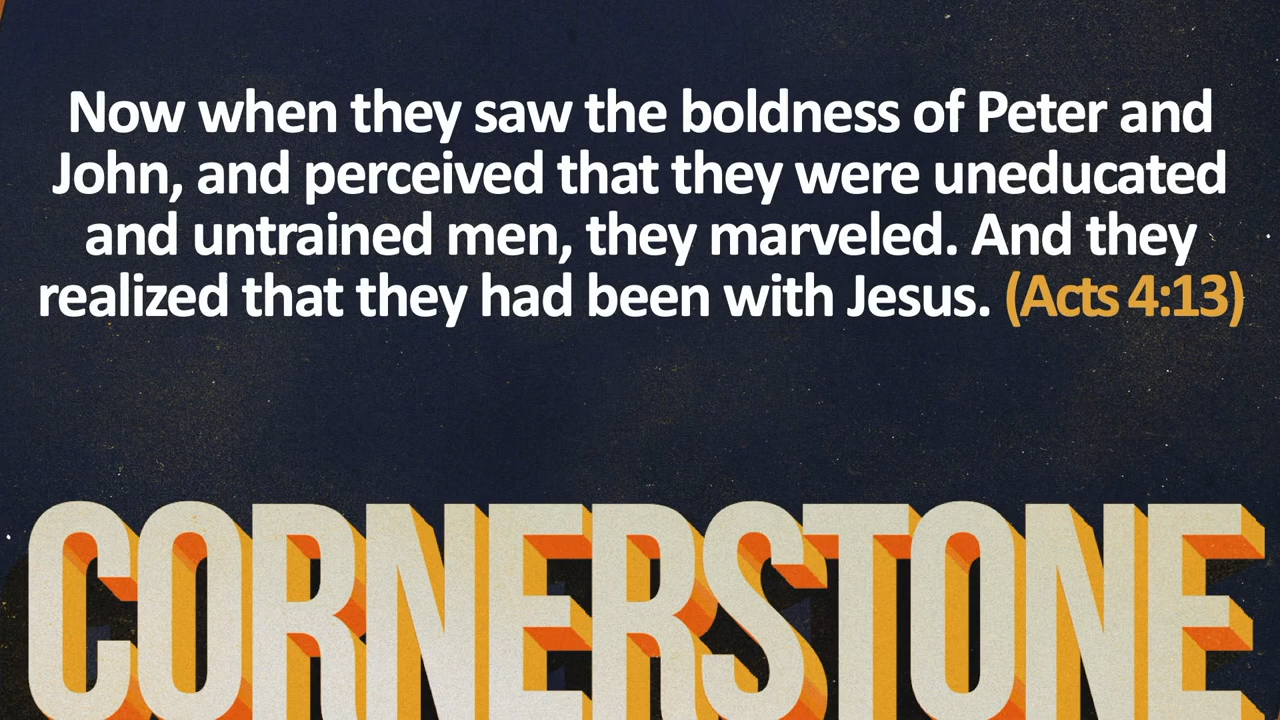 Now when they saw the boldness of Peter and
John, and perceived that they were uneducated
and untrained men, they marveled. And they
realized that they had been with Jesus. (Acts 4:13)
CORNERSTONE